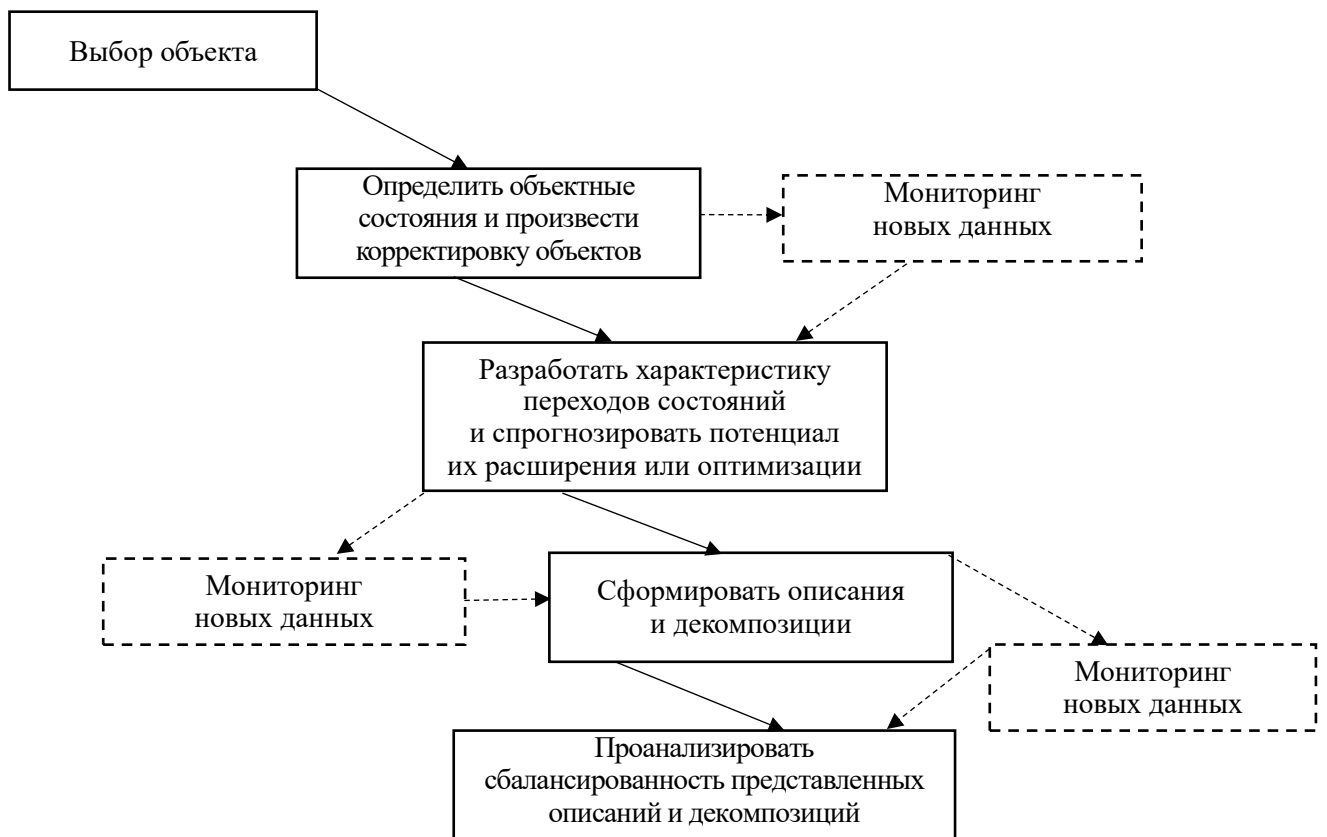 Выбор объекта
Определить объектные
состояния и произвести
корректировку объектов
Мониторинг
новых данных
Разработать характеристику
переходов состояний
и спрогнозировать потенциал
их расширения или оптимизации
Мониторинг
новых данных
Сформировать описания
и декомпозиции
Мониторинг
новых данных
Проанализировать
сбалансированность представленных
описаний и декомпозиций